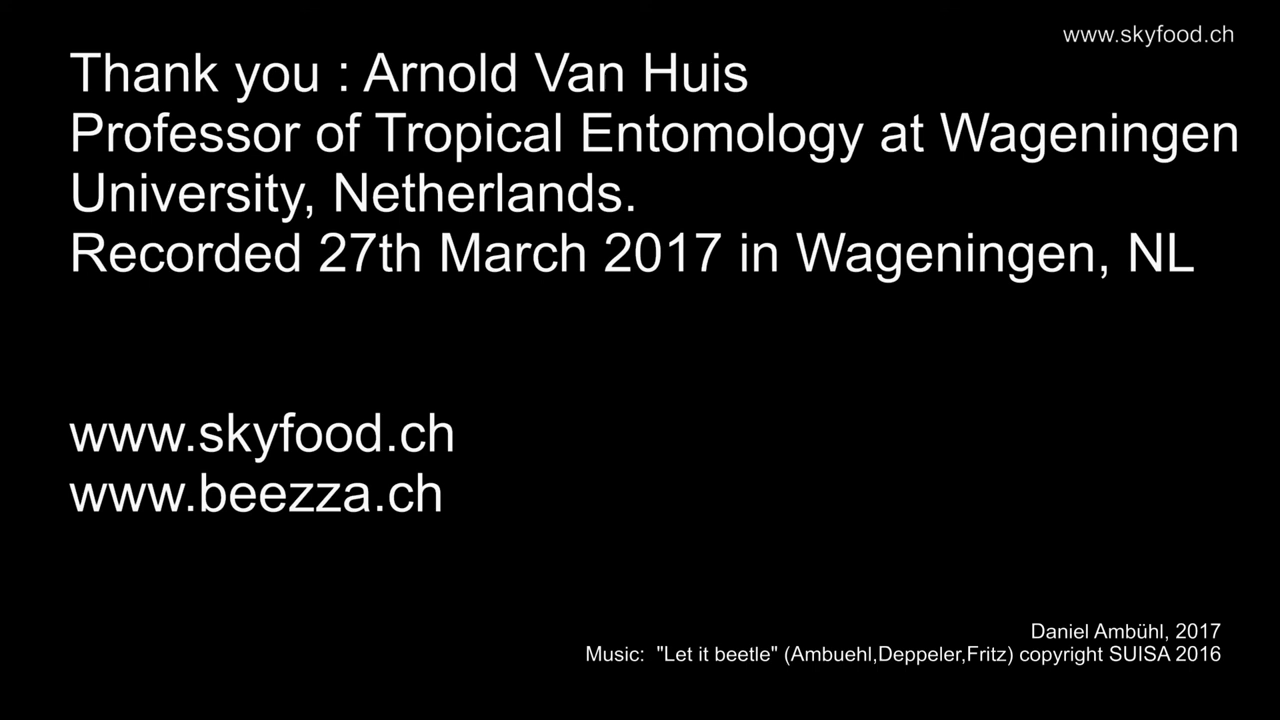 www.skyfood.ch
Thank you : Arnold Van Huis
Professor of Tropical Entomology at Wageningen
University, Netherlands.
Recorded 27th March 2017 in Wageningen, NL
www.skyfood.ch
www.beezza.ch
Daniel Ambühl, 2017
Music:  "Let it beetle" (Ambuehl,Deppeler,Fritz) copyright SUISA 2016